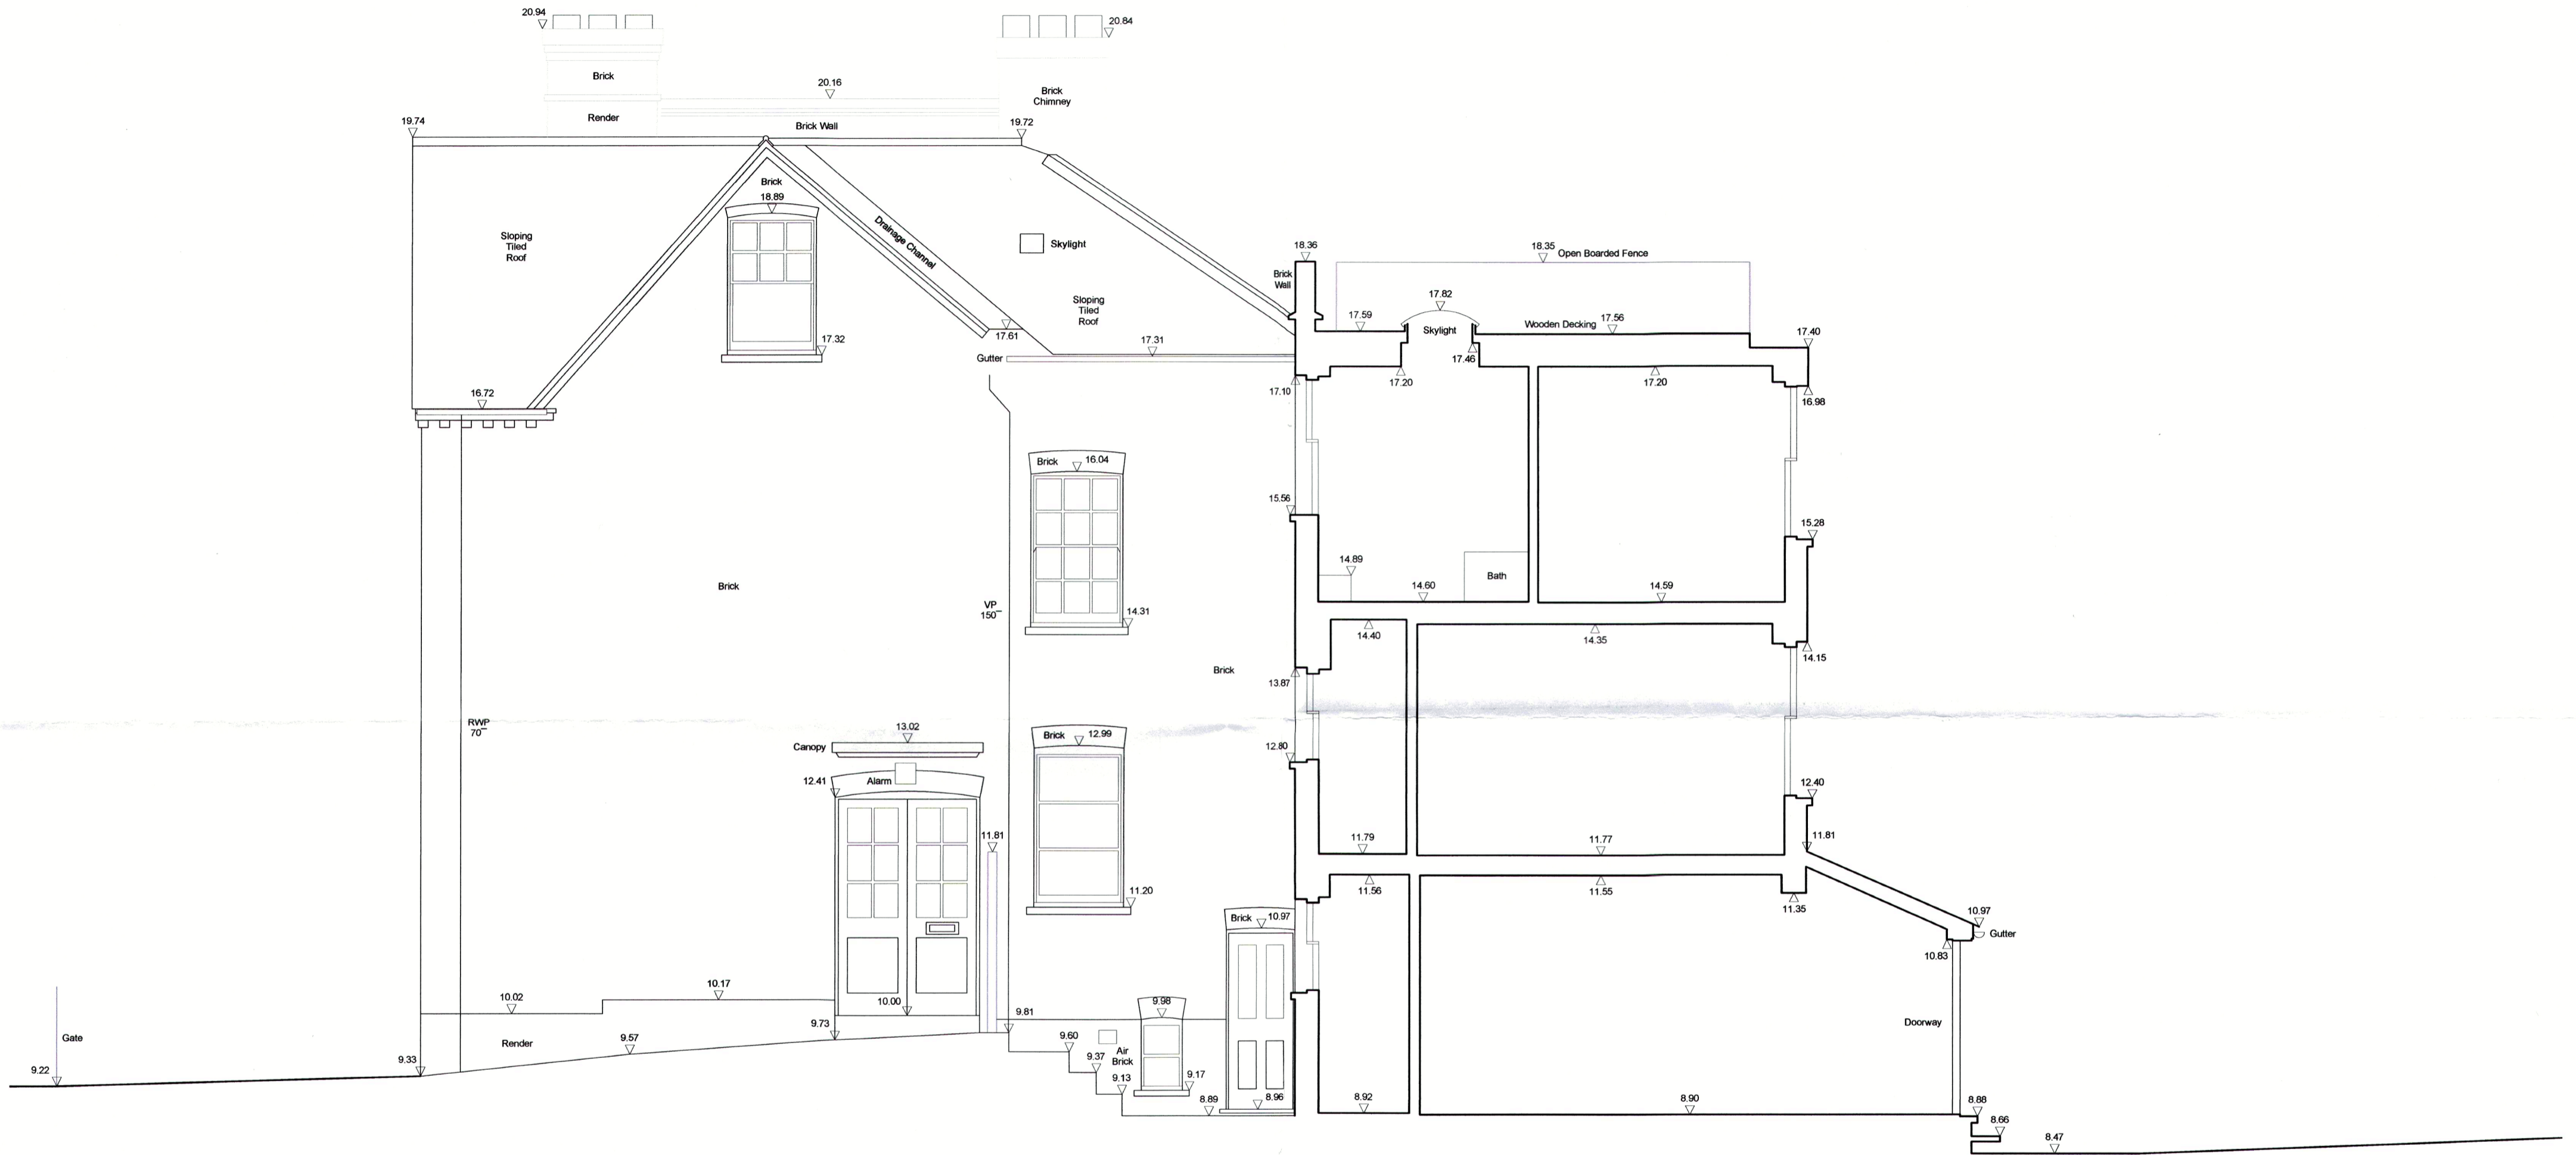 20.94
20.84
Brick
20.16
Brick
Chimney
Render
Brick Wall
19.74
19.72
Brick
18.89
Sloping
Tiled
Roof
Drainage Channel
Skylight
18.36
18.35
Open Boarded Fence
Brick
Wall
17.82
Sloping
Tiled
Roof
17.59
Skylight
Wooden Decking
17.56
17.40
17.32
17.61
17.31
Gutter
17.46
17.10
17.20
17.20
16.98
16.72
Brick
16.04
15.56
15.28
14.89
Brick
14.60
Bath
14.59
VP
150
14.31
14.40
14.35
14.15
Brick
13.87
RWP
70
13.02
Canopy
Brick
12.99
12.80
12.41
Alarm
12.40
11.81
11.79
11.77
11.81
11.20
11.56
11.55
11.35
Brick
10.97
10.97
Gutter
10.83
10.02
10.17
10.00
9.98
9.81
9.73
Doorway
Gate
Render
9.57
9.60
Air
Brick
9.37
9.33
9.22
9.13
9.17
8.89
8.96
8.92
8.90
8.88
8.66
8.47